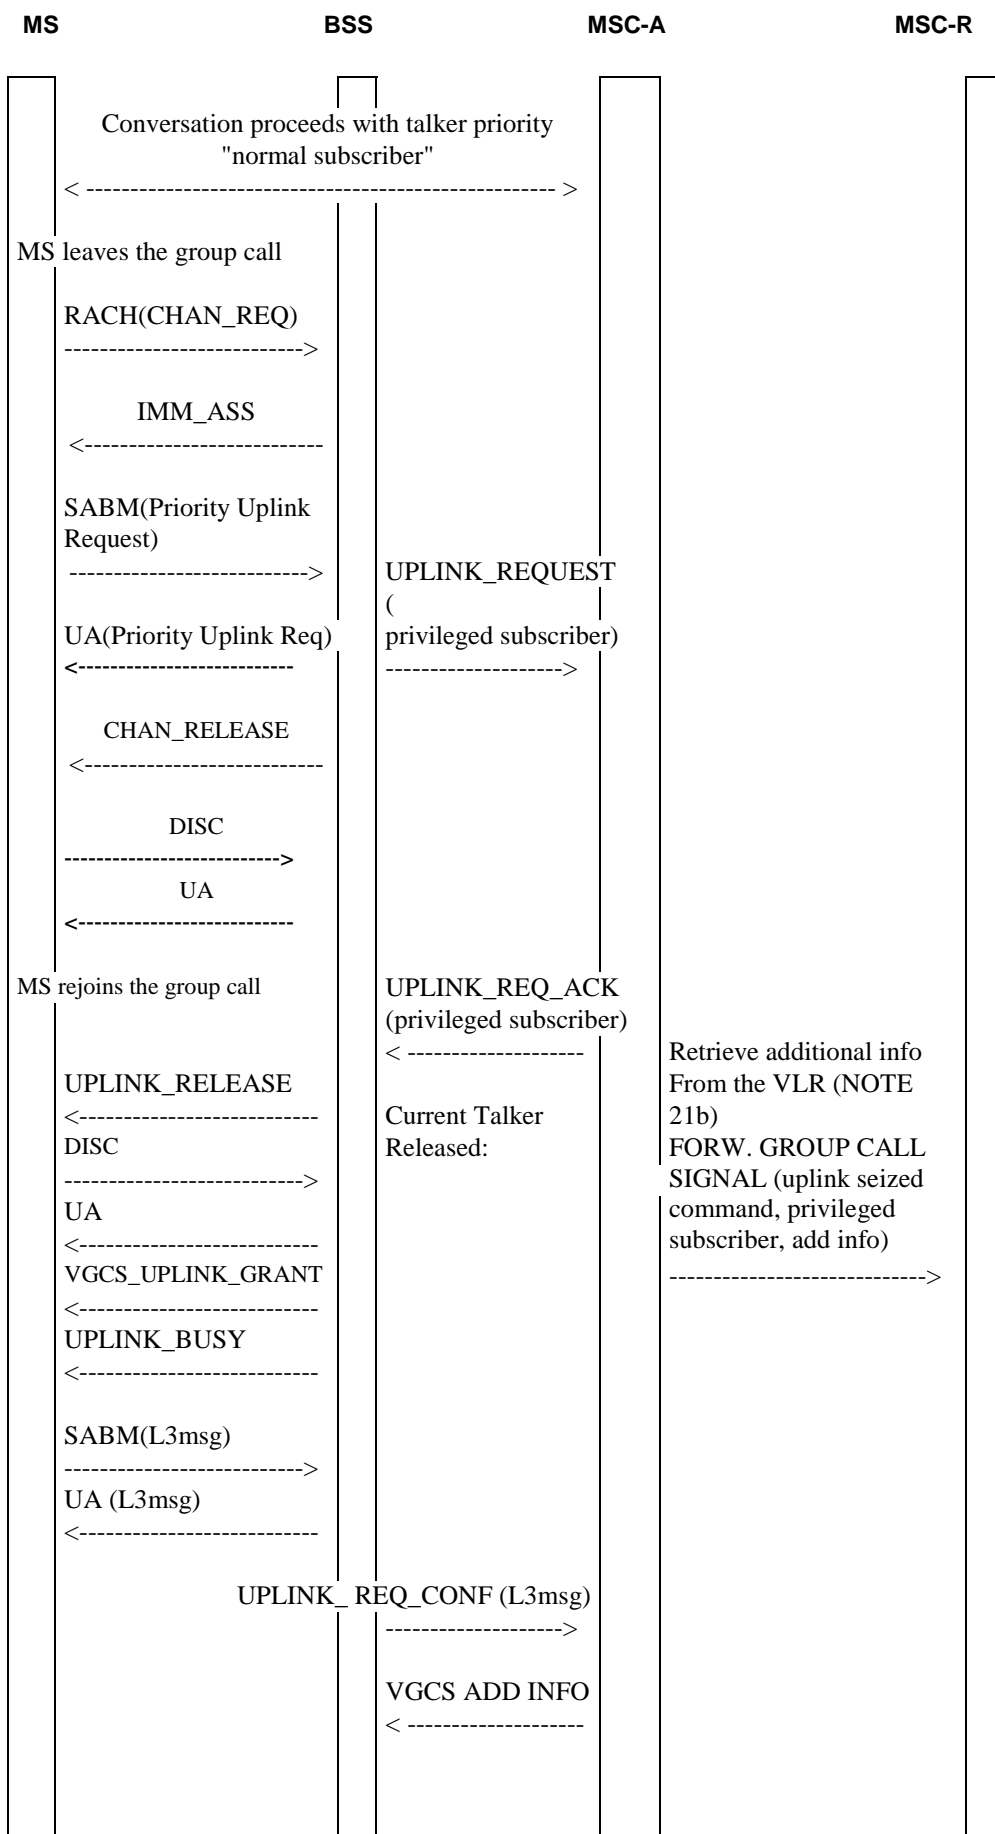 MS BSS MSC-A MSC-R
Conversation proceeds with talker priority
"normal subscriber"
< ----------------------------------------------------- >
MS leaves the group call
RACH(CHAN_REQ)
--------------------------->
IMM_ASS
<---------------------------
SABM(Priority Uplink
Request)
--------------------------->
UPLINK_REQUEST
(
privileged subscriber)
-------------------->
UA(Priority Uplink Req)
<---------------------------
CHAN_RELEASE
<---------------------------
DISC
--------------------------->
UA
<---------------------------
MS rejoins the group call
UPLINK_REQ_ACK
(privileged subscriber)
< --------------------
Retrieve additional info
From the VLR (NOTE
21b)
FORW. GROUP CALL
SIGNAL (uplink seized
command, privileged
subscriber, add info)
----------------------------->
UPLINK_RELEASE
<---------------------------
Current Talker
Released:
DISC
--------------------------->
UA
<---------------------------
VGCS_UPLINK_GRANT
<---------------------------
UPLINK_BUSY
<---------------------------
SABM(L3msg)
--------------------------->
UA (L3msg)
<---------------------------
UPLINK_ REQ_CONF (L3msg)
-------------------->
VGCS ADD INFO
< --------------------